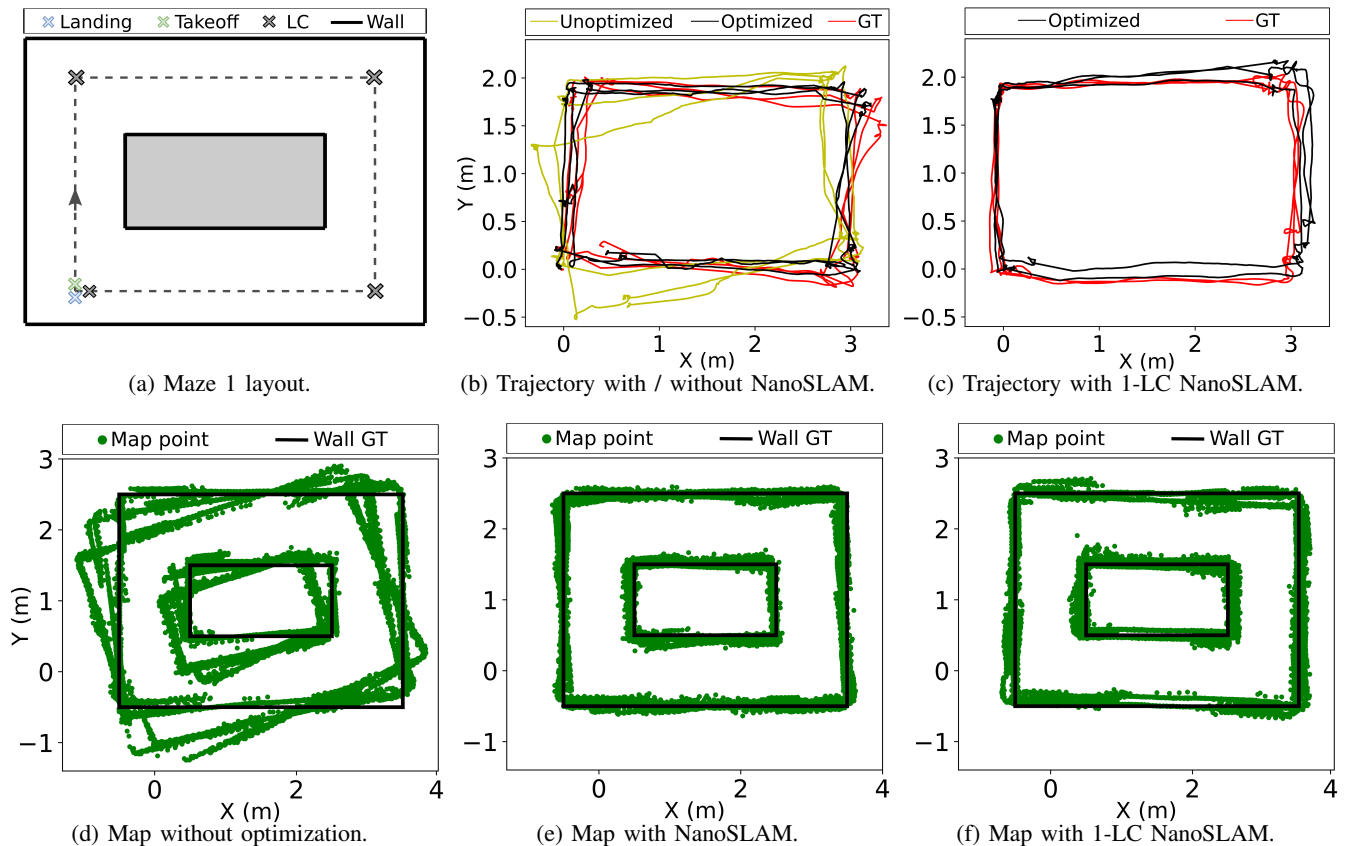 Landing Takeoff LC Wall
(a) Maze 1 layout.
Unoptimized Optimized GT
2.0
1.5
1.0
0.5
0.0
−0.5
Y (m)
0 1 2 3
X (m)
(b) Trajectory with / without NanoSLAM.
Optimized GT
2.0
1.5
1.0
0.5
0.0
−0.5
0 1 2 3
X (m)
(c) Trajectory with 1-LC NanoSLAM.
Map point Wall GT
3
2
1
0
−1
Y (m)
0 2 4
X (m)
(d) Map without optimization.
Map point Wall GT
3
2
1
0
−1
0 2 4
X (m)
(e) Map with NanoSLAM.
Map point Wall GT
3
2
1
0
−1
0 2 4
X (m)
(f) Map with 1-LC NanoSLAM.